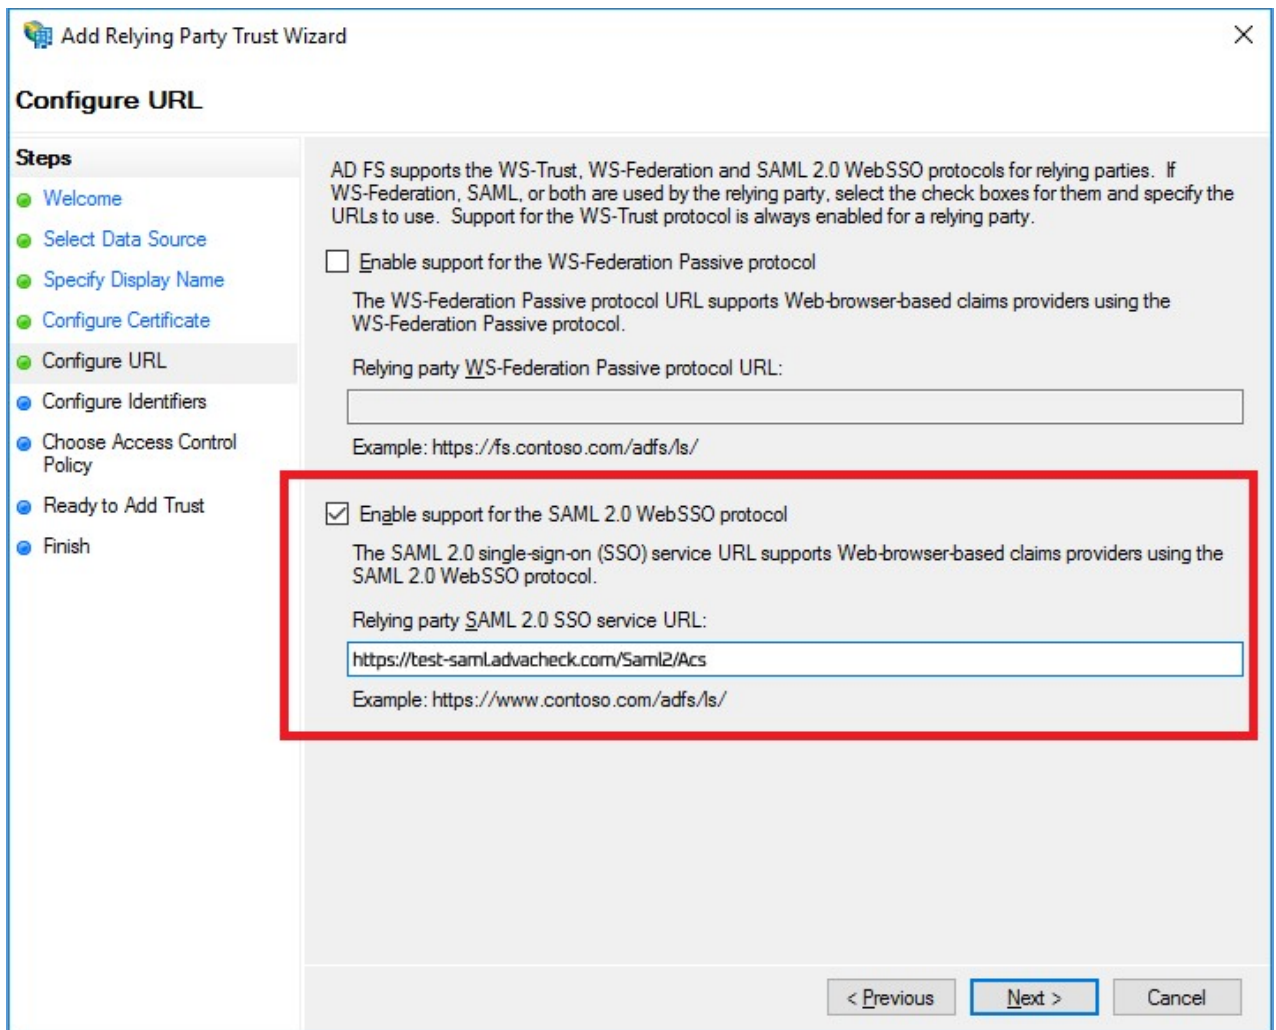 Add Relying Party Trust Wizard
Configure URL
Steps
Welcome
Select Data Source
Specify Display Name
Configure Certificate
Configure URL
Configure Identifiers
Choose Access Control
Policy
Ready to Add Trust
Finish
AD FS supports the WS-Trust, WS-Federation and SAML 2.0 WebSSO protocols for relying parties.  If
WS-Federation, SAML, or both are used by the relying party, select the check boxes for them and specify the
URLs to use.  Support for the WS-Trust protocol is always enabled for a relying party.
Enable support for the WS-Federation Passive protocol
The WS-Federation Passive protocol URL supports Web-browser-based claims providers using the
WS-Federation Passive protocol.
Relying party WS-Federation Passive protocol URL:
Example: https://fs.contoso.com/adfs/ls/
Enable support for the SAML 2.0 WebSSO protocol
The SAML 2.0 single-sign-on (SSO) service URL supports Web-browser-based claims providers using the
SAML 2.0 WebSSO protocol.
Relying party SAML 2.0 SSO service URL:
https://test-saml.advacheck.com/Saml2/Acs
Example: https://www.contoso.com/adfs/ls/
< Previous
Next >
Cancel